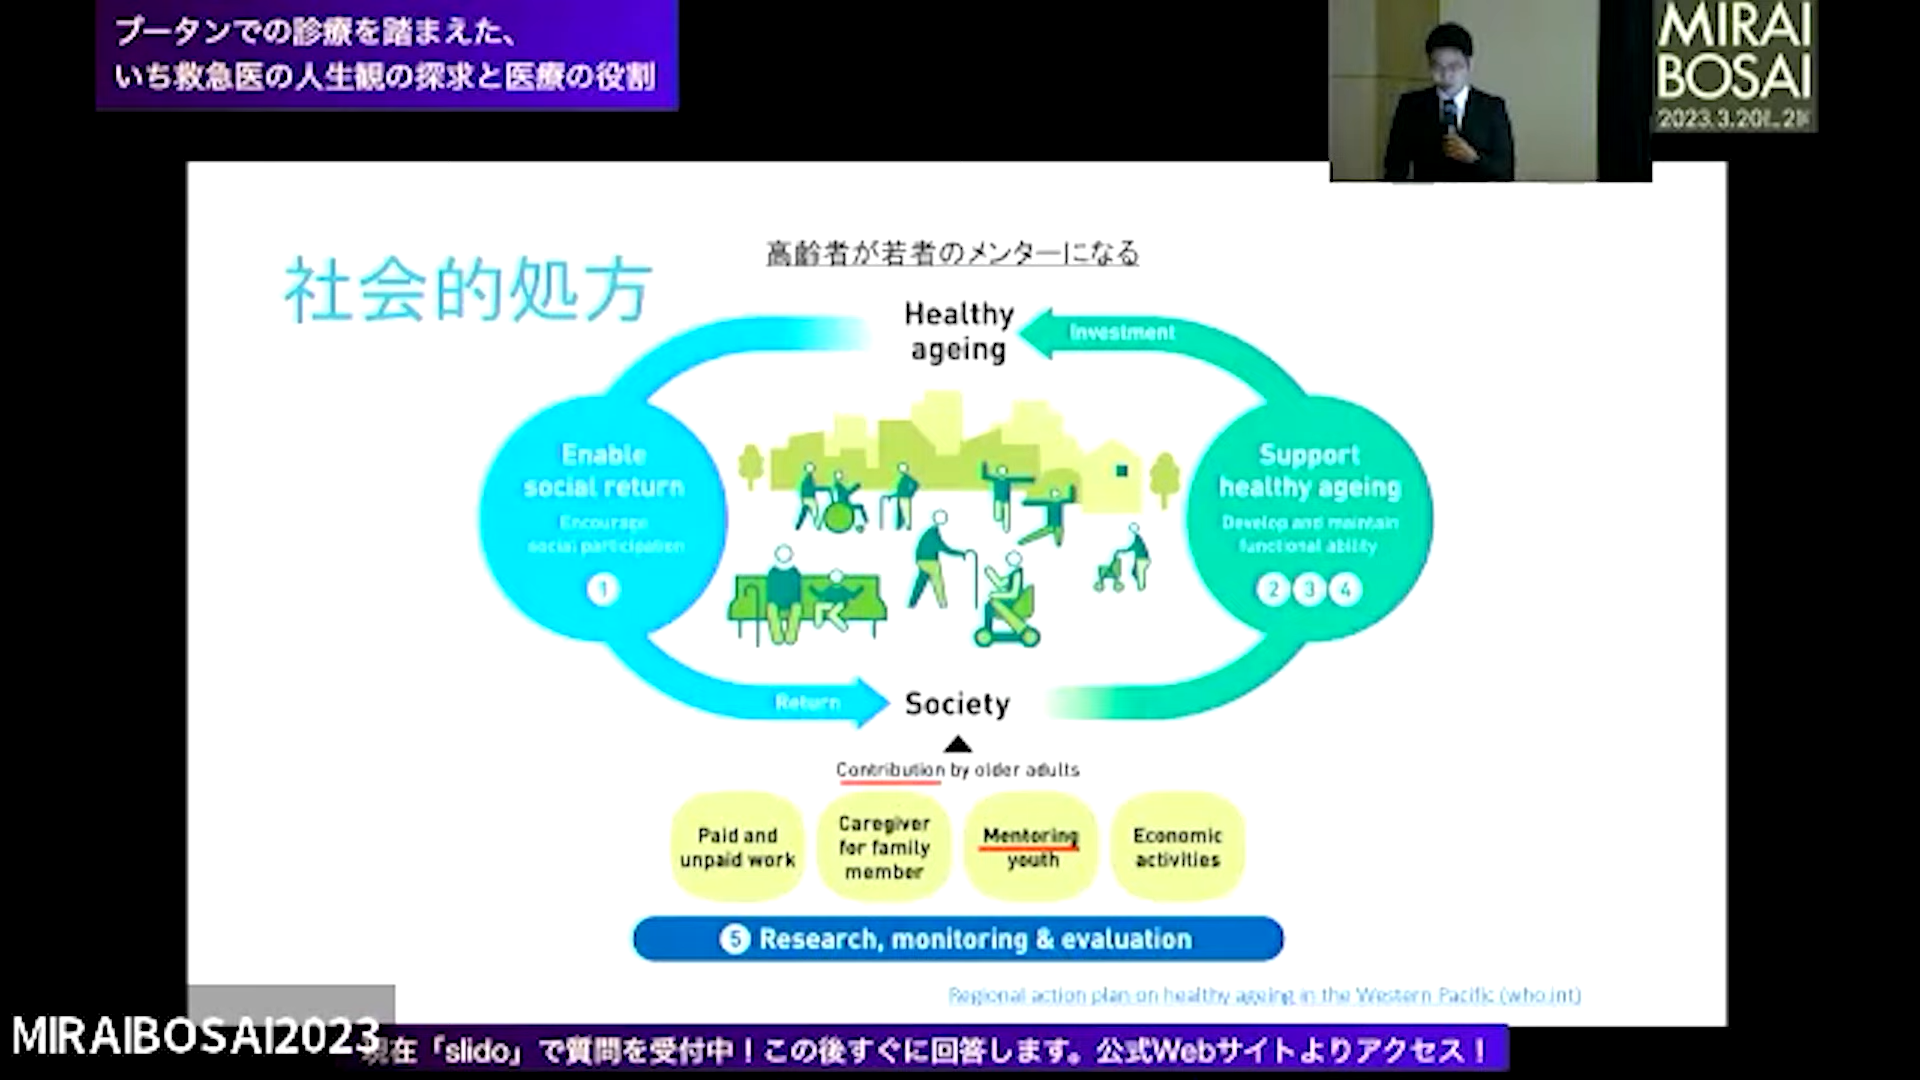 ブータンでの診療を踏まえた、
いち救急医の人生観の探求と医療の役割
MIRAI
BOSAI
社会的処方
高齢者が若者のメンターになる
Healthy
ageing
Investment
Enable
social return
Encourage
social participation
1
Support
healthy ageing
Develop and maintain
functional ability
2 3 4
Return
Society
Contribution by older adults
Paid and
unpaid work
Caregiver
for family
member
Mentoring
youth
Economic
activities
5 Research, monitoring & evaluation
Regional action plan on healthy ageing in the Western Pacific (who.int)
MIRAIBOSAI2023
現在「slido」で質問を受付中！この後すぐに回答します。公式Webサイトよりアクセス！